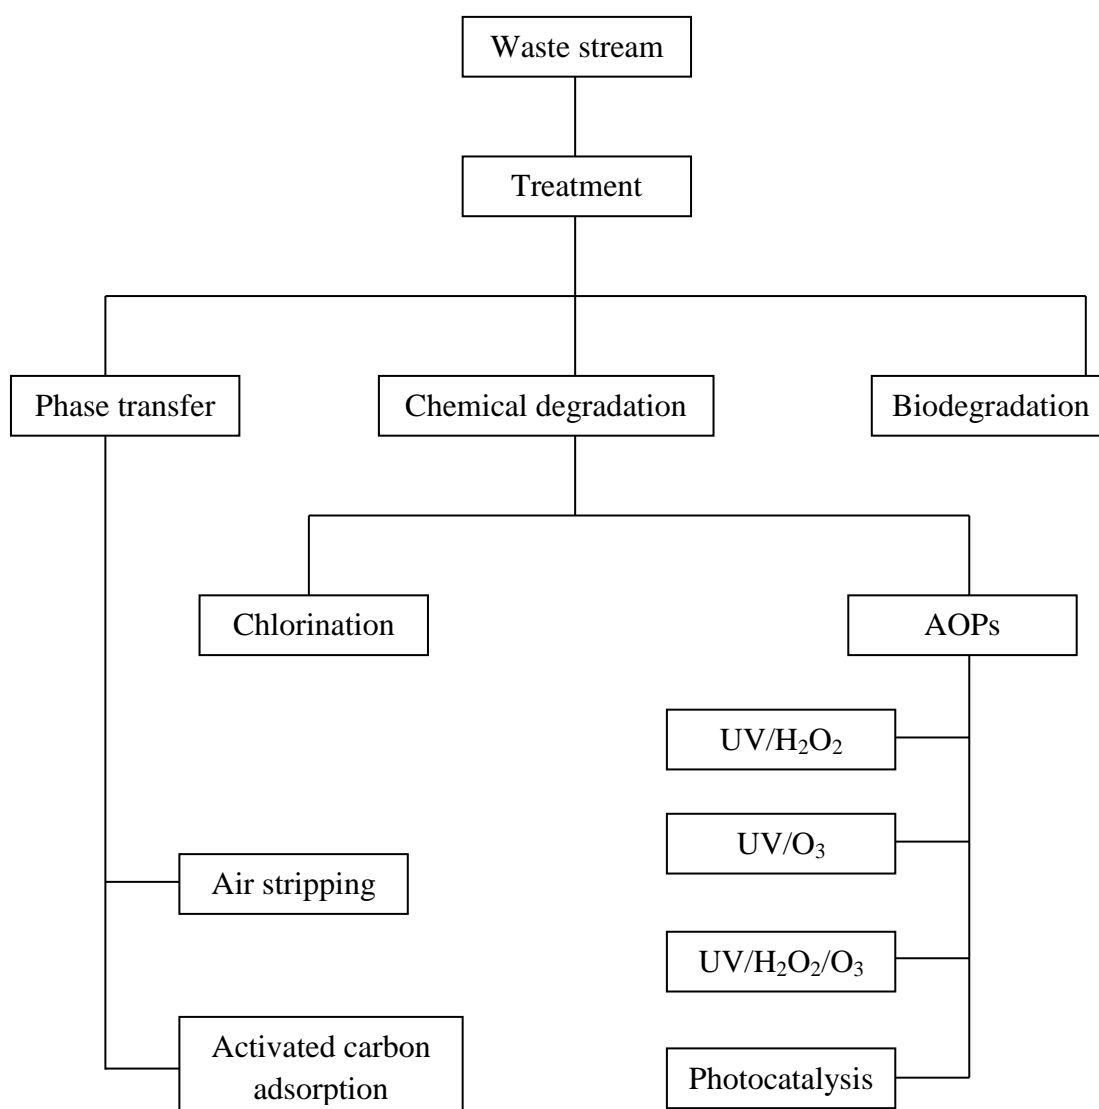 Waste stream
Treatment
Phase transfer
Chemical degradation
Biodegradation
Chlorination
AOPs
UV/H₂O₂
UV/O₃
Air stripping
UV/H₂O₂/O₃
Activated carbon
adsorption
Photocatalysis